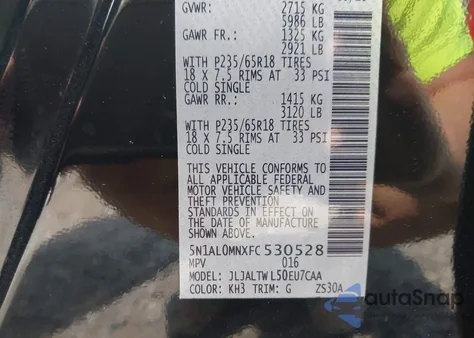 GVWR: 2715 KG
5986 LB
GAWR FR.: 1325 KG
2921 LB
WITH P235/65R18 TIRES
18 X 7.5 RIMS AT 33 PSI
COLD SINGLE
GAWR RR.: 1415 KG
3120 LB
WITH P235/65R18 TIRES
18 X 7.5 RIMS AT 33 PSI
COLD SINGLE
THIS VEHICLE CONFORMS TO
ALL APPLICABLE FEDERAL
MOTOR VEHICLE SAFETY AND
THEFT PREVENTION
STANDARDS IN EFFECT ON
THE DATE OF MANUFACTURE
SHOWN ABOVE.
5N1AL0MNXFC530528
MPV 016
MODEL: JLJALTWL50EU7CAA
COLOR: KH3 TRIM: G ZS30A
autoSnap